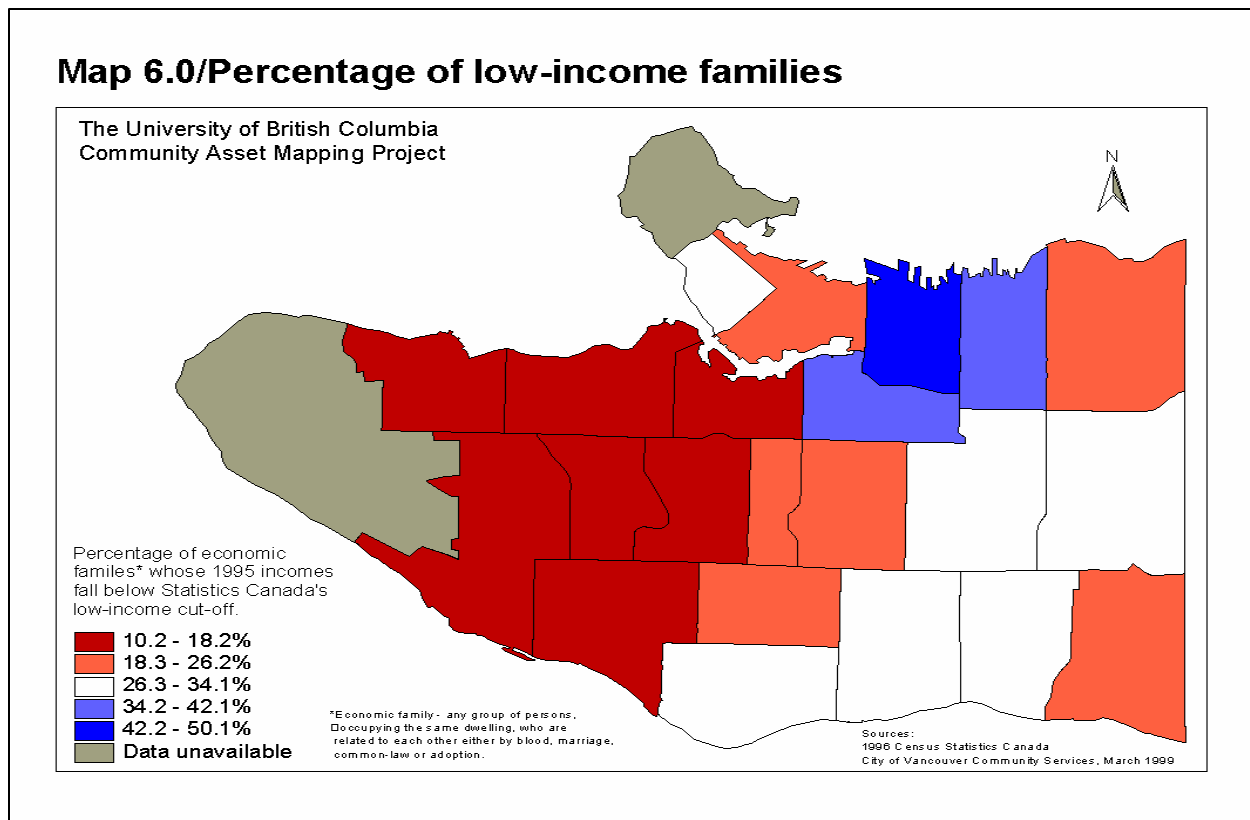 Map 6.0/Percentage of low-income families
The University of British Columbia
Community Asset Mapping Project
N
Percentage of economic
familes* whose 1995 incomes
fall below Statistics Canada's
low-income cut-off.
10.2 - 18.2%
18.3 - 26.2%
26.3 - 34.1%
34.2 - 42.1%
42.2 - 50.1%
Data unavailable
*Economic family - any group of persons,
□occupying the same dwelling, who are
related to each other either by blood, marriage,
common-law or adoption.
Sources:
1996 Census Statistics Canada
City of Vancouver Community Services, March 1999